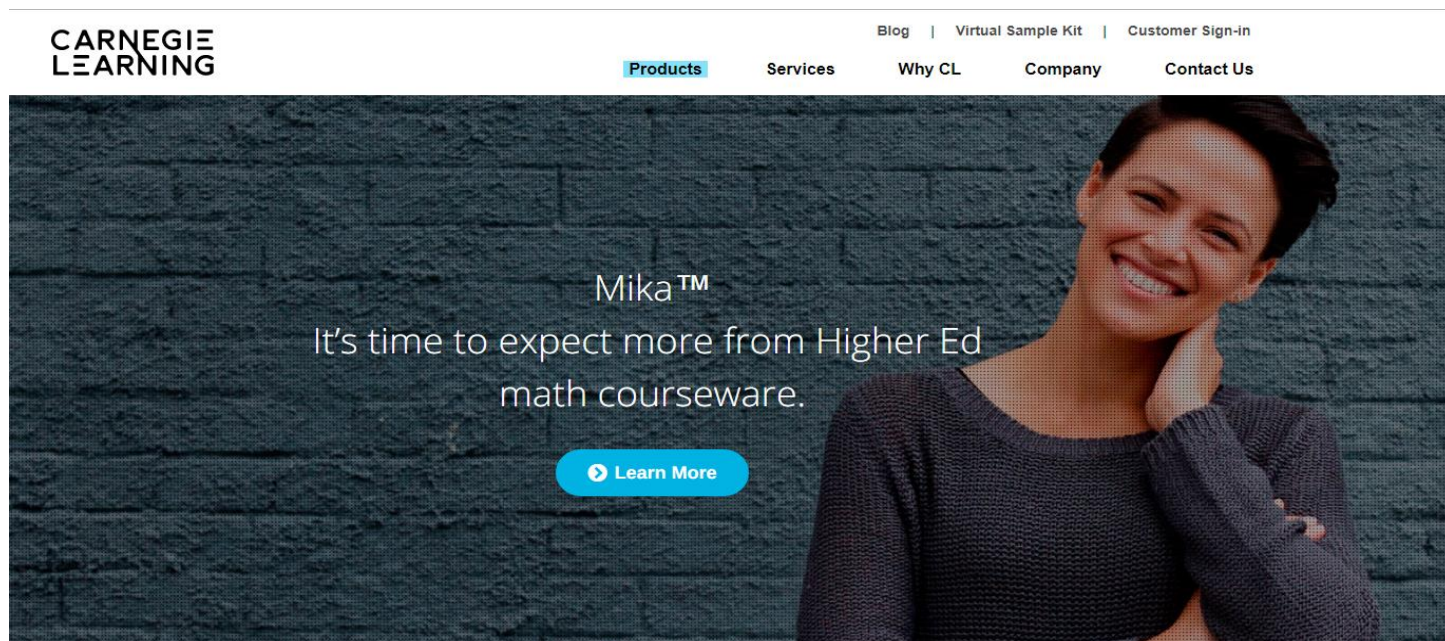 CARNEGIE
LEARNING
Blog | Virtual Sample Kit | Customer Sign-in
Products Services Why CL Company Contact Us
Mika™
It’s time to expect more from Higher Ed
math courseware.
Learn More